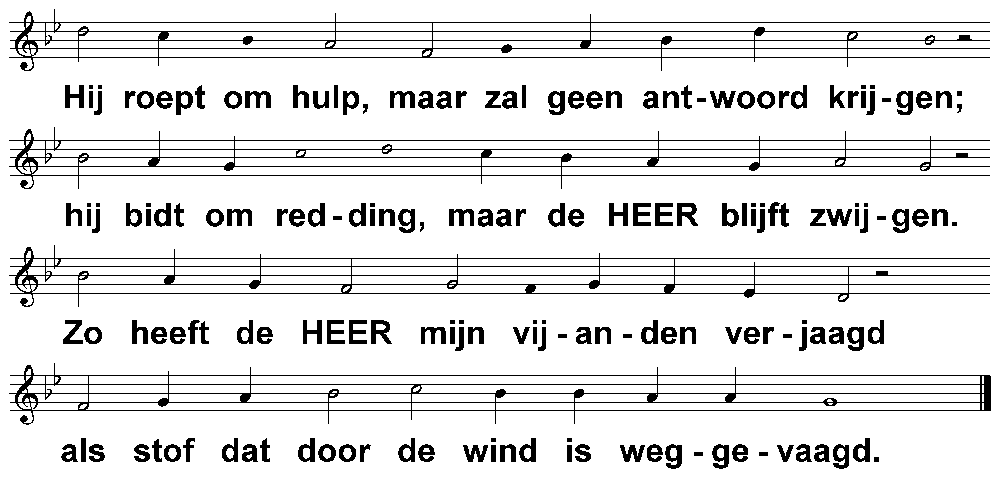 Hij roept om hulp, maar zal geen ant-woord krij-gen;
hij bidt om red-ding, maar de HEER blijft zwij-gen.
Zo heeft de HEER mijn vij-an-den ver-jaagd
als stof dat door de wind is weg-ge-vaagd.